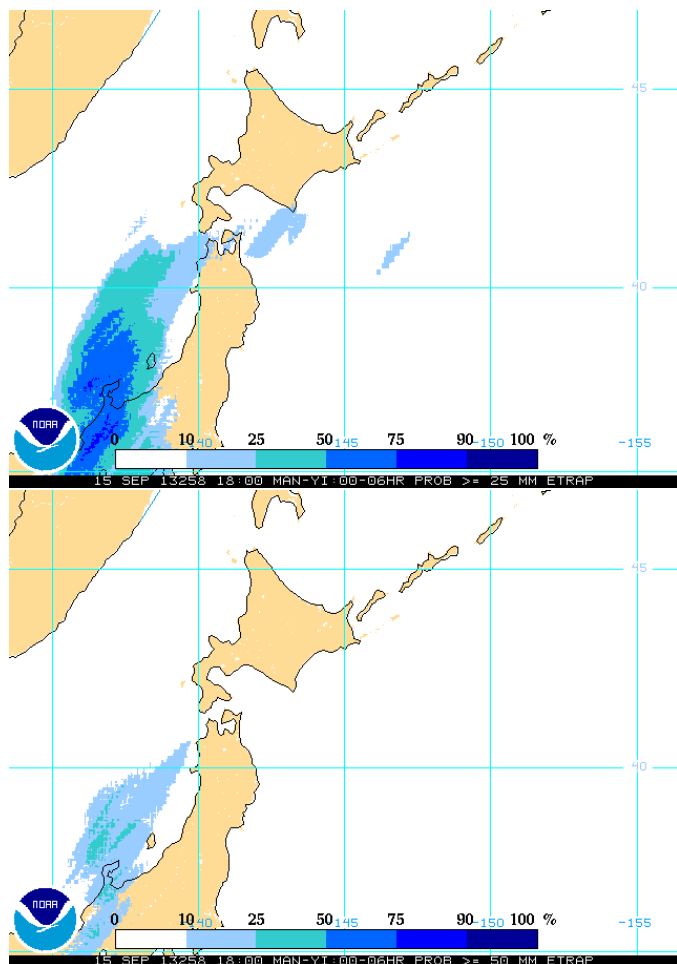 45
40
NOAA
0 10 25 50 75 90 100 %
-140 -145 -150 -155
15 SEP 13258 18:00 MAN-YI:00-06HR PROB >= 25 MM ETRAP
45
40
NOAA
0 10 25 50 75 90 100 %
-140 -145 -150 -155
15 SEP 13258 18:00 MAN-YI:00-06HR PROB >= 50 MM ETRAP